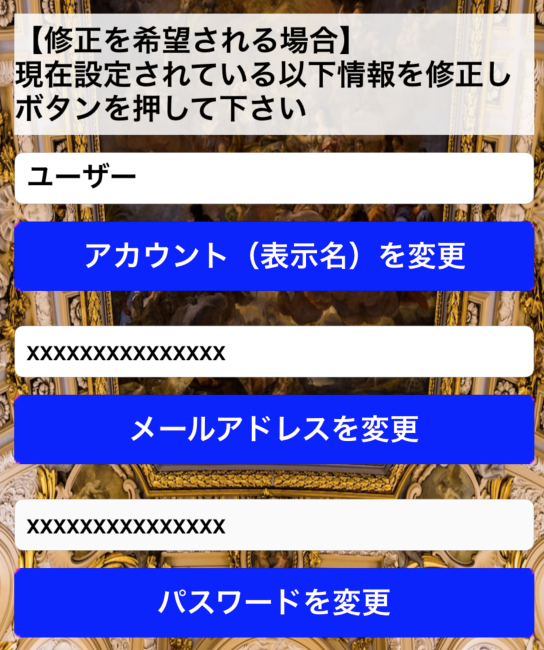 【修正を希望される場合】
現在設定されている以下情報を修正し
ボタンを押して下さい
ユーザー
アカウント（表示名）を変更
xxxxxxxxxxxxxxx
メールアドレスを変更
xxxxxxxxxxxxxxx
パスワードを変更